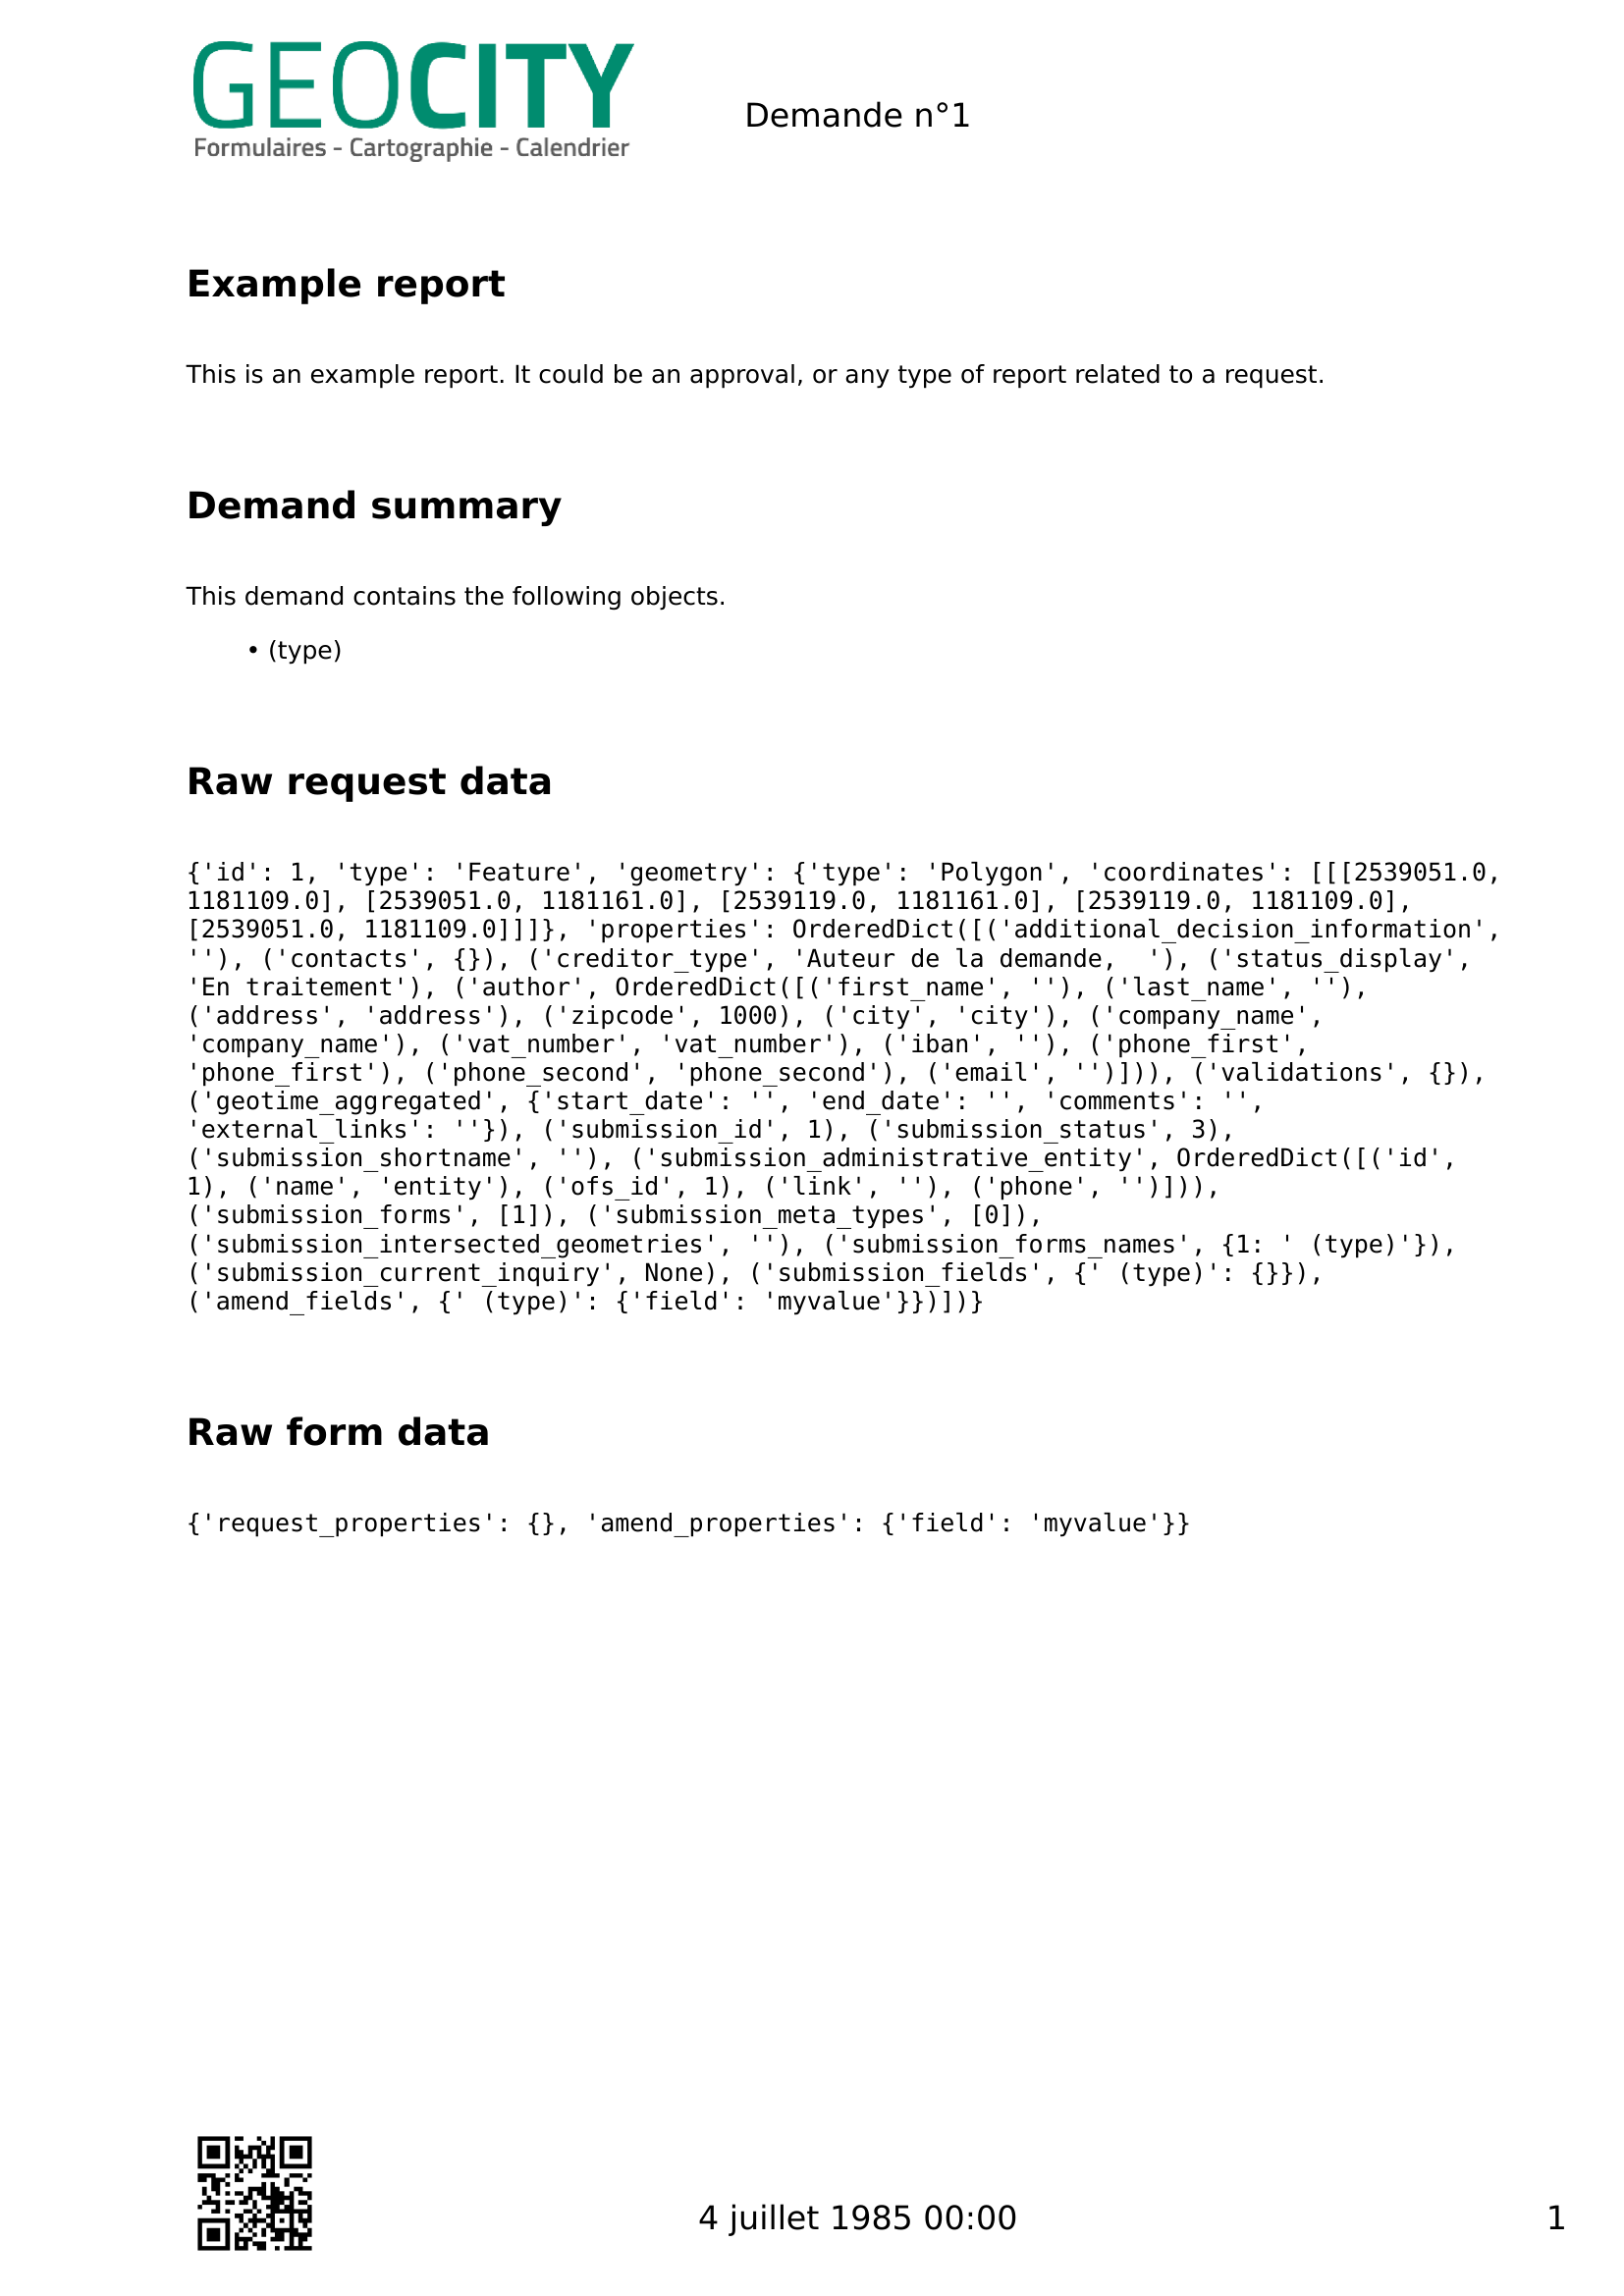 GEOCITY
Formulaires - Cartographie - Calendrier
Demande n°1
Example report
This is an example report. It could be an approval, or any type of report related to a request.
Demand summary
This demand contains the following objects.
• (type)
Raw request data
{'id': 1, 'type': 'Feature', 'geometry': {'type': 'Polygon', 'coordinates': [[[2539051.0,
1181109.0], [2539051.0, 1181161.0], [2539119.0, 1181161.0], [2539119.0, 1181109.0],
[2539051.0, 1181109.0]]]}, 'properties': OrderedDict([('additional_decision_information',
''), ('contacts', {}), ('creditor_type', 'Auteur de la demande,  '), ('status_display',
'En traitement'), ('author', OrderedDict([('first_name', ''), ('last_name', ''),
('address', 'address'), ('zipcode', 1000), ('city', 'city'), ('company_name',
'company_name'), ('vat_number', 'vat_number'), ('iban', ''), ('phone_first',
'phone_first'), ('phone_second', 'phone_second'), ('email', '')])), ('validations', {}),
('geotime_aggregated', {'start_date': '', 'end_date': '', 'comments': '',
'external_links': ''}), ('submission_id', 1), ('submission_status', 3),
('submission_shortname', ''), ('submission_administrative_entity', OrderedDict([('id',
1), ('name', 'entity'), ('ofs_id', 1), ('link', ''), ('phone', '')])),
('submission_forms', [1]), ('submission_meta_types', [0]),
('submission_intersected_geometries', ''), ('submission_forms_names', {1: ' (type)'}),
('submission_current_inquiry', None), ('submission_fields', {' (type)': {}}),
('amend_fields', {' (type)': {'field': 'myvalue'}})])}
Raw form data
{'request_properties': {}, 'amend_properties': {'field': 'myvalue'}}
4 juillet 1985 00:00
1